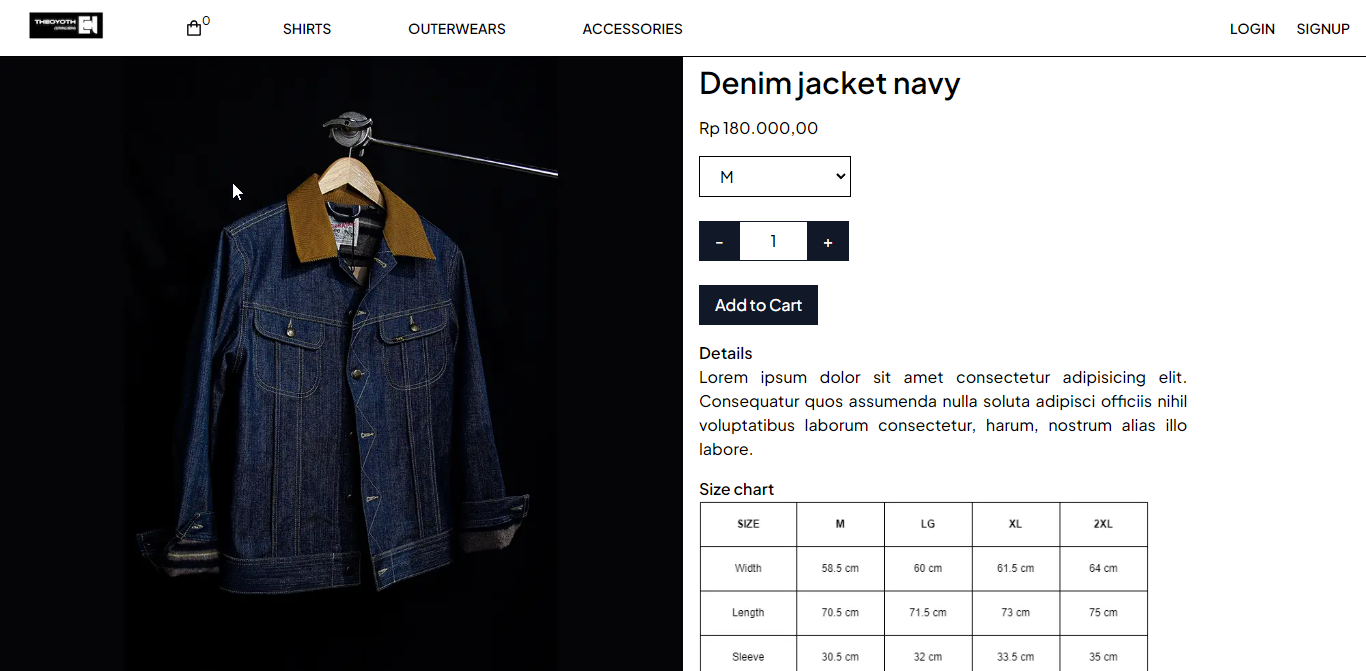 THEOYOTH
0
SHIRTS
OUTERWEARS
ACCESSORIES
LOGIN
SIGNUP
Denim jacket navy
Rp 180.000,00
M
- 1 +
Add to Cart
Details
Lorem ipsum dolor sit amet consectetur adipisicing elit.
Consequatur quos assumenda nulla soluta adipisci officiis nihil
voluptatibus laborum consectetur, harum, nostrum alias illo
labore.
Size chart
SIZE M LG XL 2XL
Width 58.5 cm 60 cm 61.5 cm 64 cm
Length 70.5 cm 71.5 cm 73 cm 75 cm
Sleeve 30.5 cm 32 cm 33.5 cm 35 cm